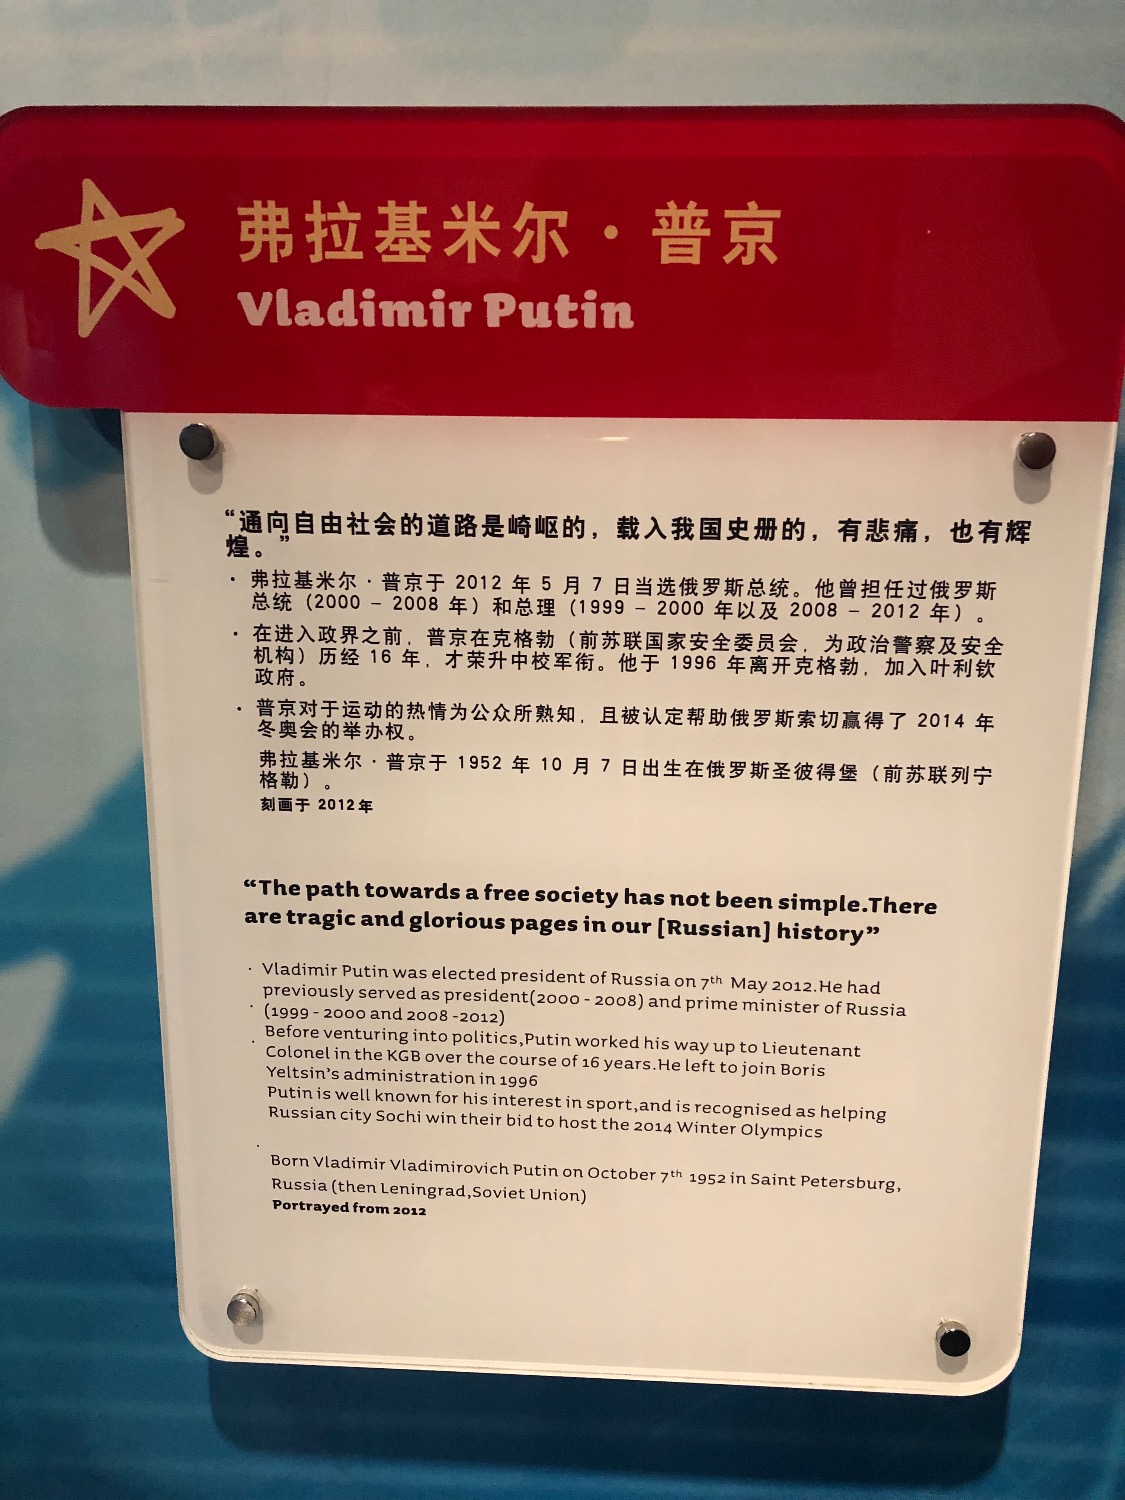 弗拉基米尔·普京
Vladimir Putin
“通向自由社会的道路是崎岖的，载入我国史册的，有悲痛，也有辉
煌。”
· 弗拉基米尔·普京于 2012 年 5 月 7 日当选俄罗斯总统。他曾担任过俄罗斯
总统（2000 – 2008 年）和总理（1999 – 2000 年以及 2008 – 2012 年）。
· 在进入政界之前，普京在克格勃（前苏联国家安全委员会，为政治警察及安全
机构）历经 16 年，才荣升中校军衔。他于 1996 年离开克格勃，加入叶利钦
政府。
· 普京对于运动的热情为公众所熟知，且被认定帮助俄罗斯索切赢得了 2014 年
冬奥会的举办权。
弗拉基米尔·普京于 1952 年 10 月 7 日出生在俄罗斯圣彼得堡（前苏联列宁
格勒）。
刻画于 2012年
“The path towards a free society has not been simple.There
are tragic and glorious pages in our [Russian] history”
· Vladimir Putin was elected president of Russia on 7th May 2012.He had
previously served as president(2000 - 2008) and prime minister of Russia
· (1999 - 2000 and 2008 -2012)
Before venturing into politics,Putin worked his way up to Lieutenant
· Colonel in the KGB over the course of 16 years.He left to join Boris
Yeltsin's administration in 1996
Putin is well known for his interest in sport,and is recognised as helping
Russian city Sochi win their bid to host the 2014 Winter Olympics
·
Born Vladimir Vladimirovich Putin on October 7th 1952 in Saint Petersburg,
Russia (then Leningrad,Soviet Union)
Portrayed from 2012